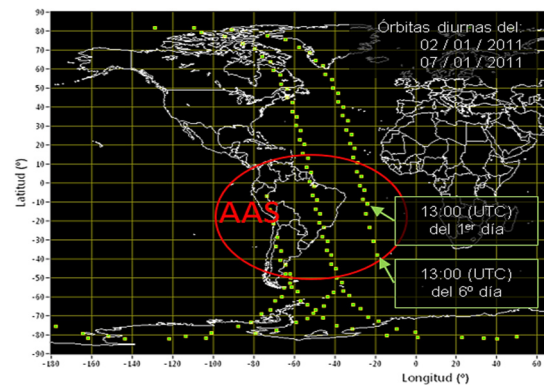 Órbitas diurnas del:
02 / 01 / 2011
07 / 01 / 2011
90
80
70
60
50
40
30
20
10
0
-10
-20
-30
-40
-50
-60
-70
-80
-90
Latitud (º)
AAS
13:00 (UTC)
del 1er día
13:00 (UTC)
del 6º día
-180 -160 -140 -120 -100 -80 -60 -40 -20 0 20 40 60
Longitud (º)